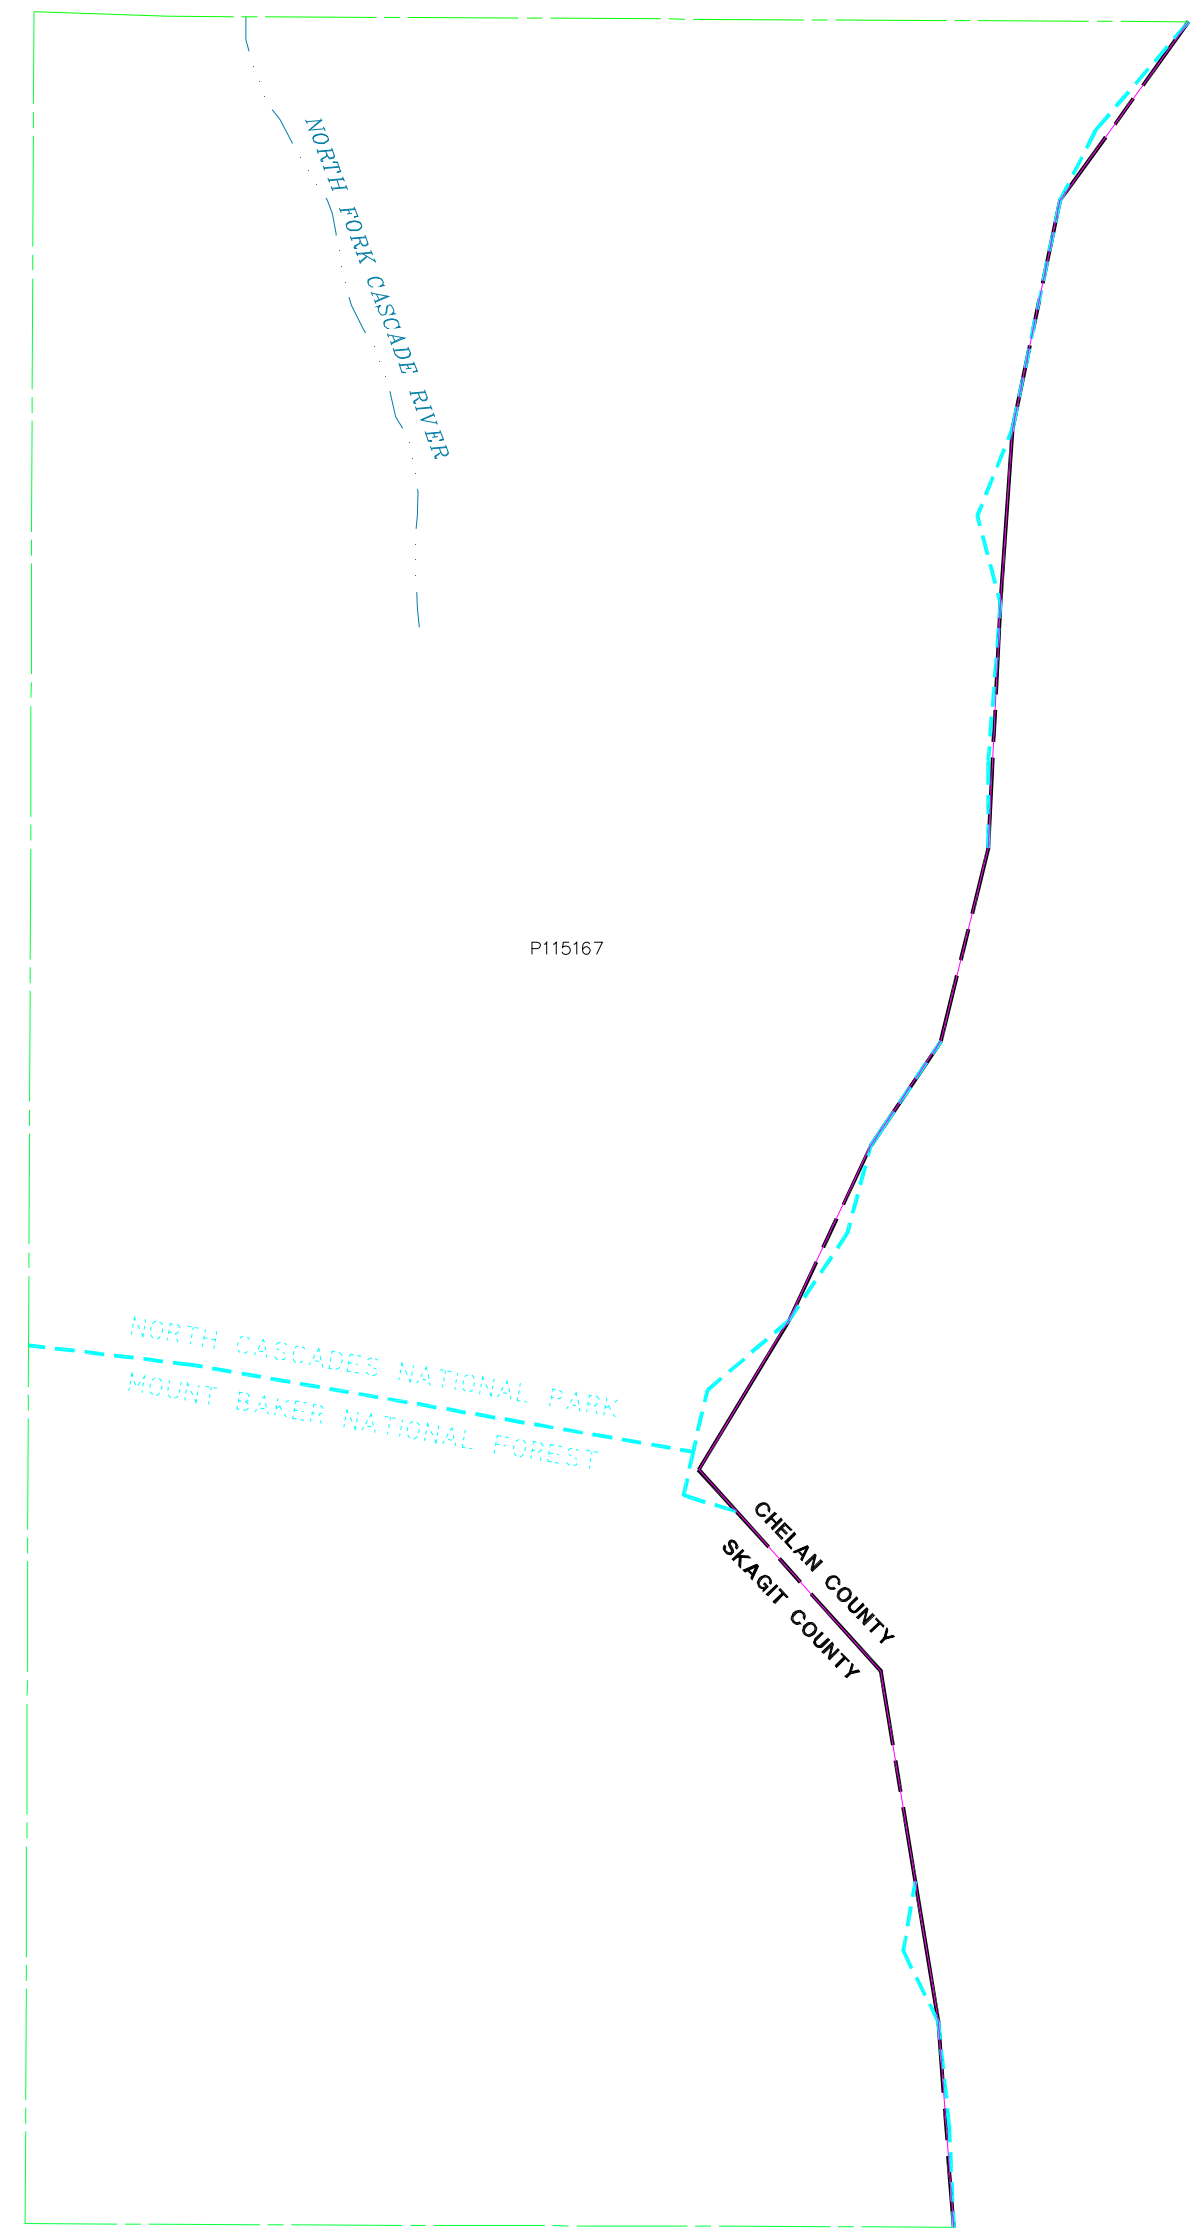 NORTH FORK CASCADE RIVER
P115167
NORTH CASCADES NATIONAL PARK
MOUNT BAKER NATIONAL FOREST
CHELAN COUNTY
SKAGIT COUNTY